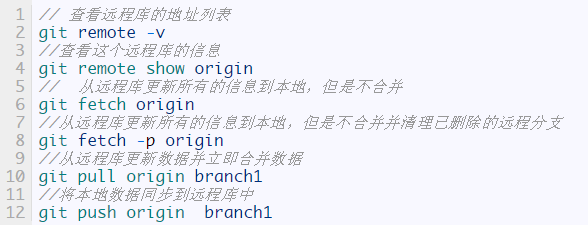 1 // 查看远程库的地址列表
2 git remote -v
3 //查看这个远程库的信息
4 git remote show origin
5 //  从远程库更新所有的信息到本地，但是不合并
6 git fetch origin
7 //从远程库更新所有的信息到本地，但是不合并并清理已删除的远程分支
8 git fetch -p origin
9 //从远程库更新数据并立即合并数据
10 git pull origin branch1
11 //将本地数据同步到远程库中
12 git push origin  branch1